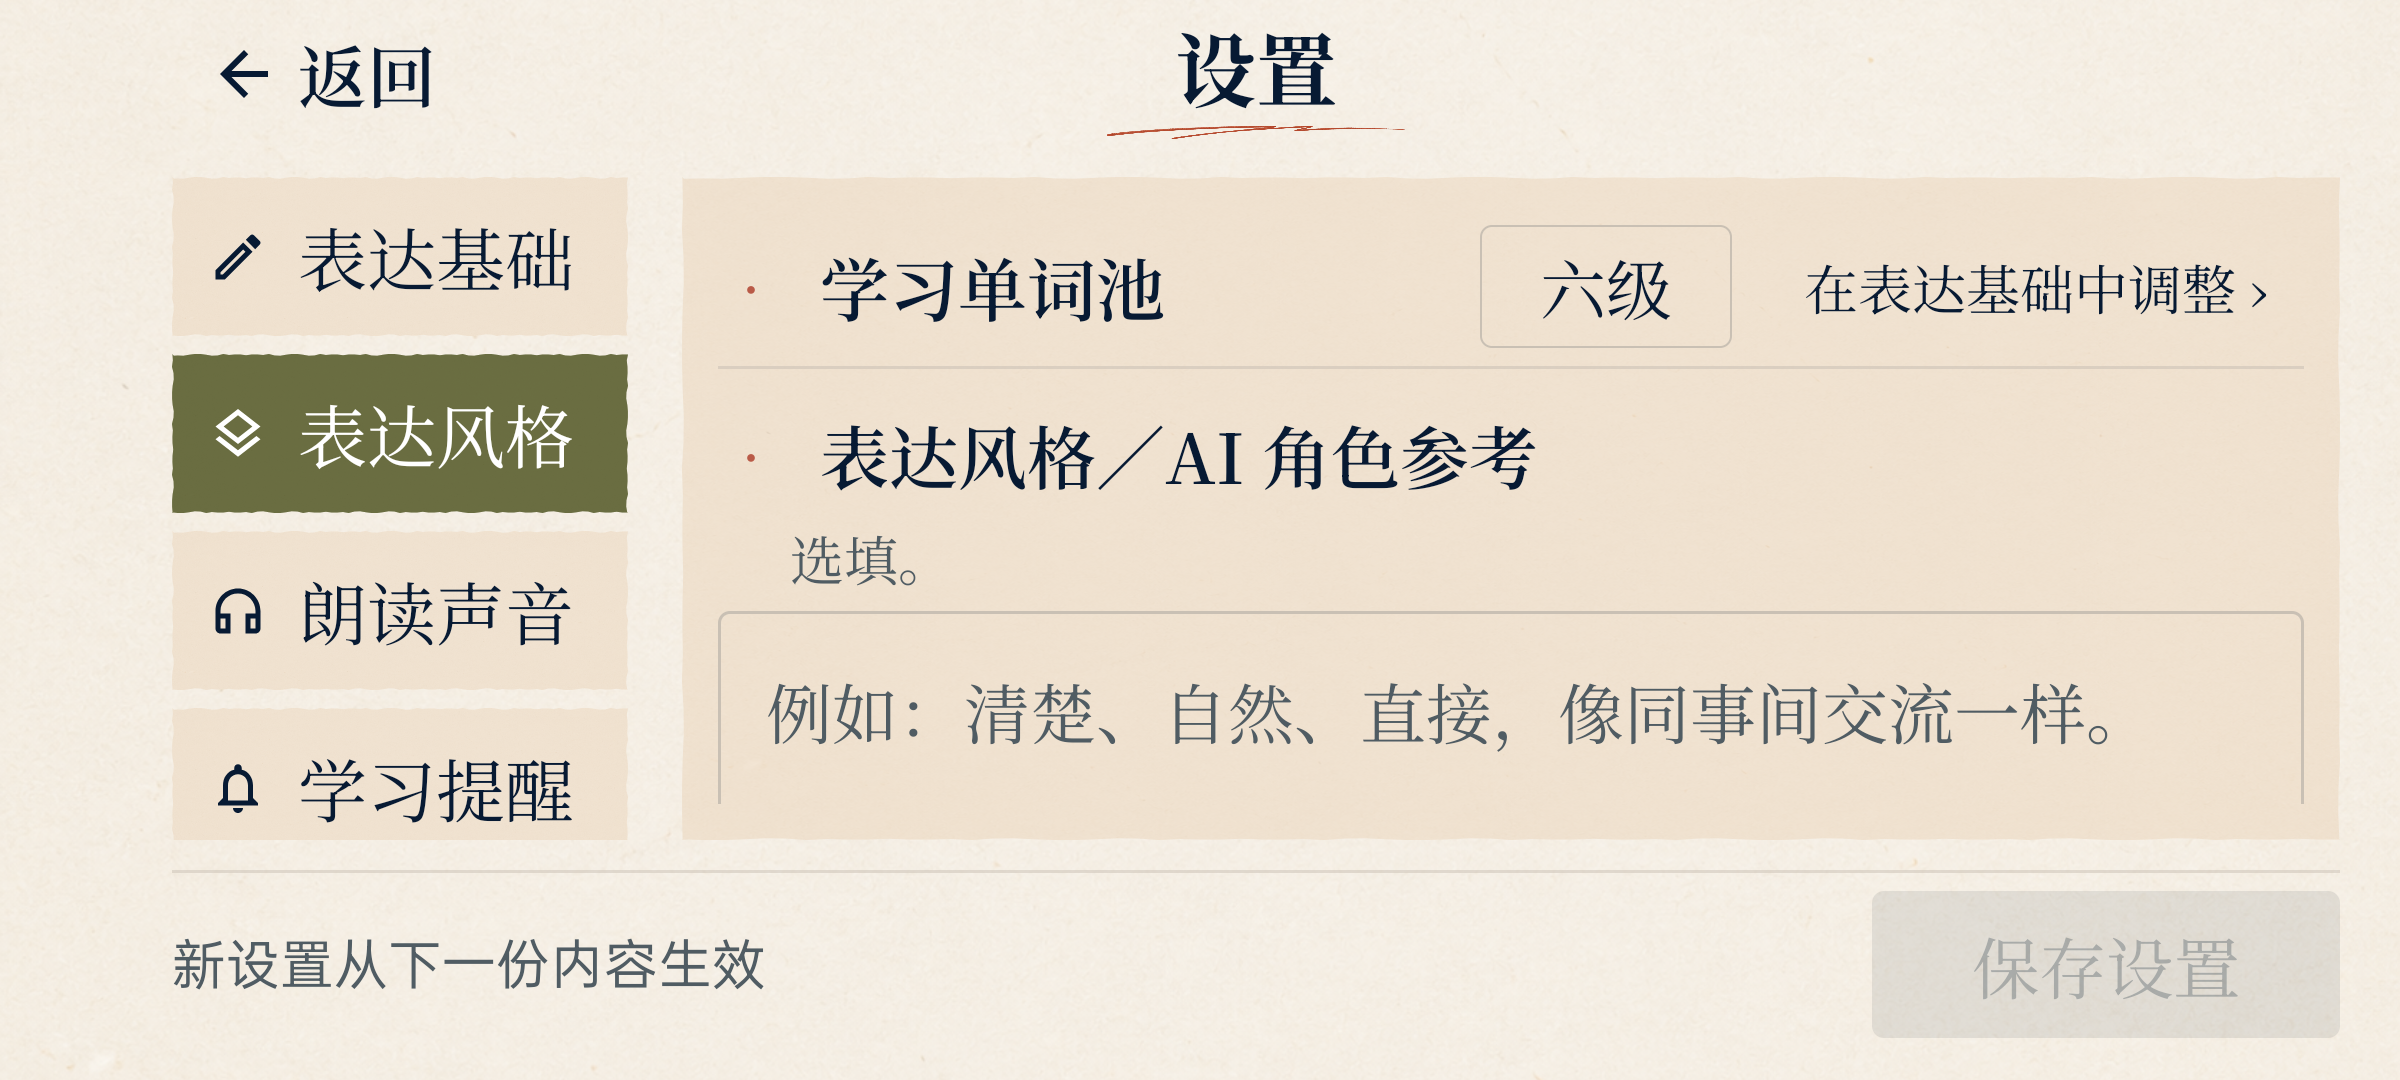 返回
设置
表达基础
表达风格
朗读声音
学习提醒
学习单词池
六级
在表达基础中调整 ›
表达风格／AI 角色参考
选填。
例如：清楚、自然、直接，像同事间交流一样。
新设置从下一份内容生效
保存设置